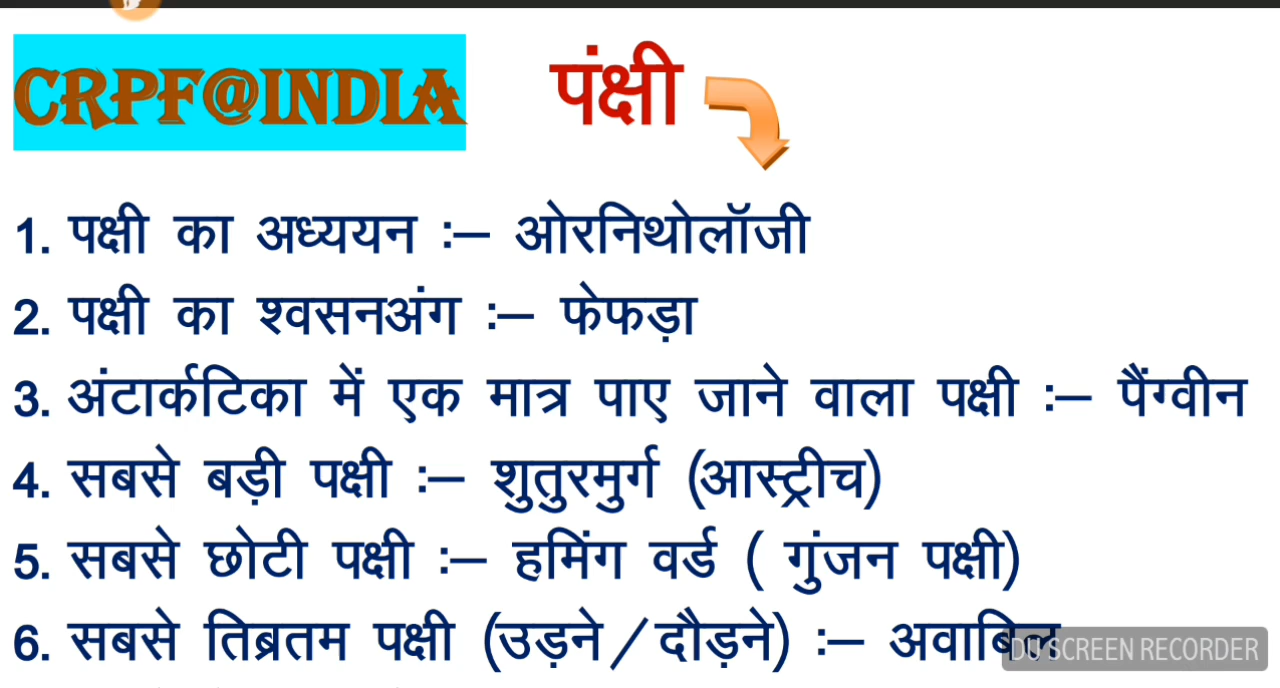 CRPF@INDIA पंक्षी
1. पक्षी का अध्ययन :– ओरनिथोलॉजी
2. पक्षी का श्वसनअंग :– फेफड़ा
3. अंटार्कटिका में एक मात्र पाए जाने वाला पक्षी :– पैंग्वीन
4. सबसे बड़ी पक्षी :– शुतुरमुर्ग (आस्ट्रीच)
5. सबसे छोटी पक्षी :– हमिंग वर्ड ( गुंजन पक्षी)
6. सबसे तिब्रतम पक्षी (उड़ने/दौड़ने) :– अवाबिल
DU SCREEN RECORDER